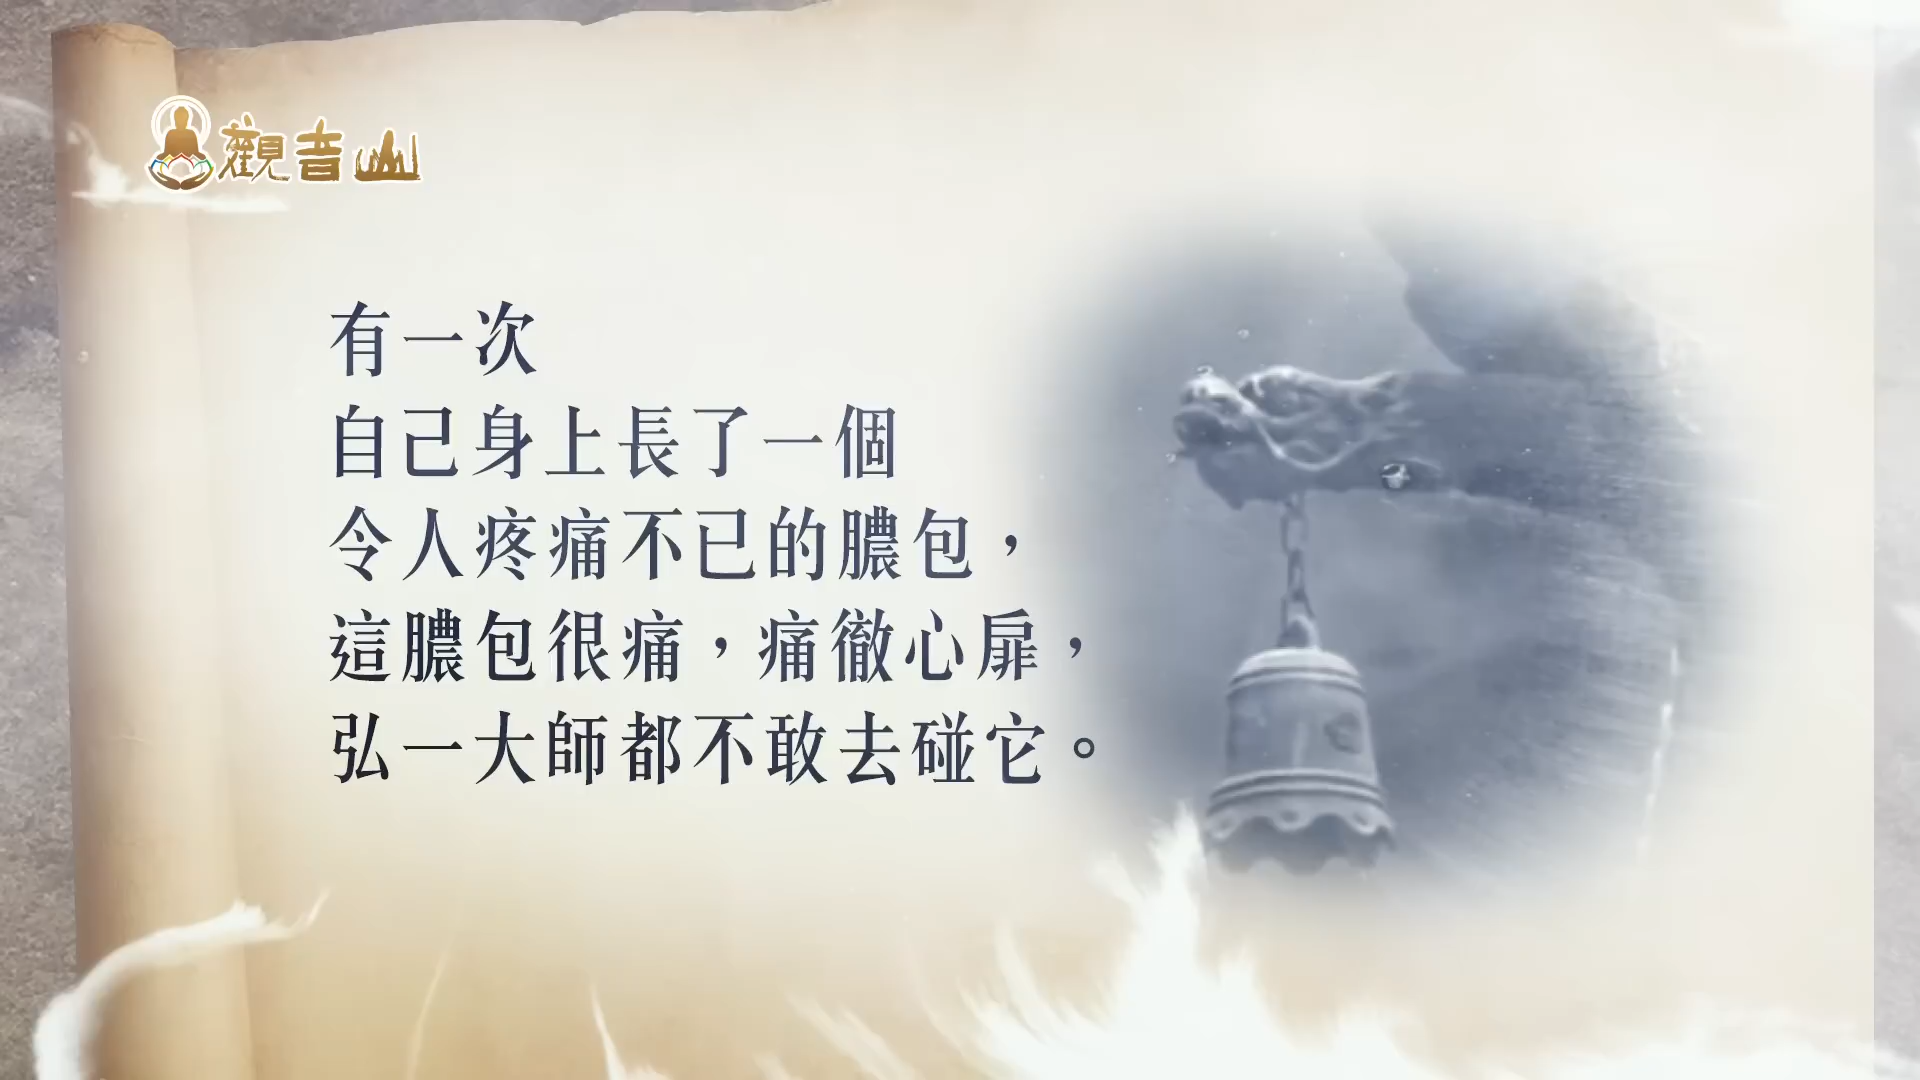 觀音山
有一次
自己身上長了一個
令人疼痛不已的膿包，
這膿包很痛，痛徹心扉，
弘一大師都不敢去碰它。